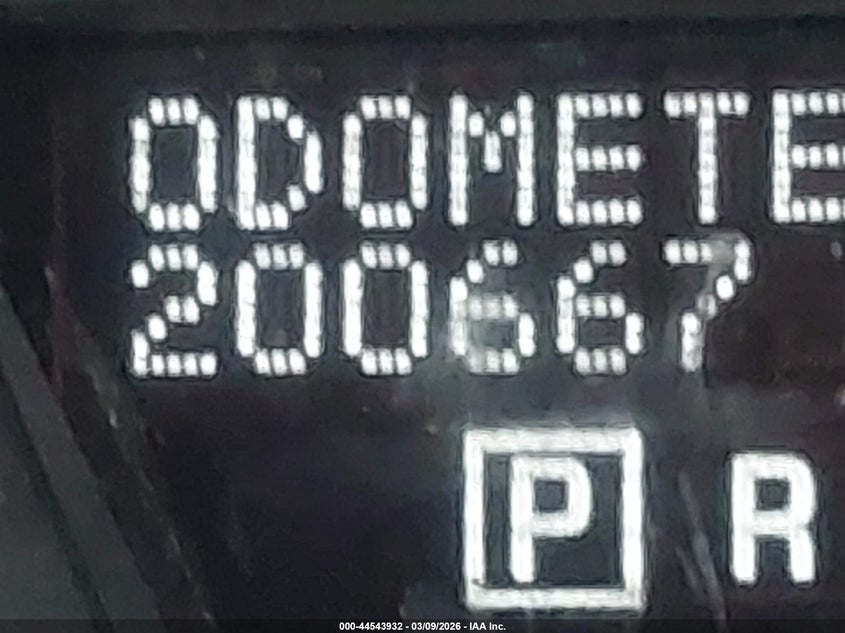 ODOMETE
200667
P R
000-44543932 - 03/09/2026 - IAA Inc.